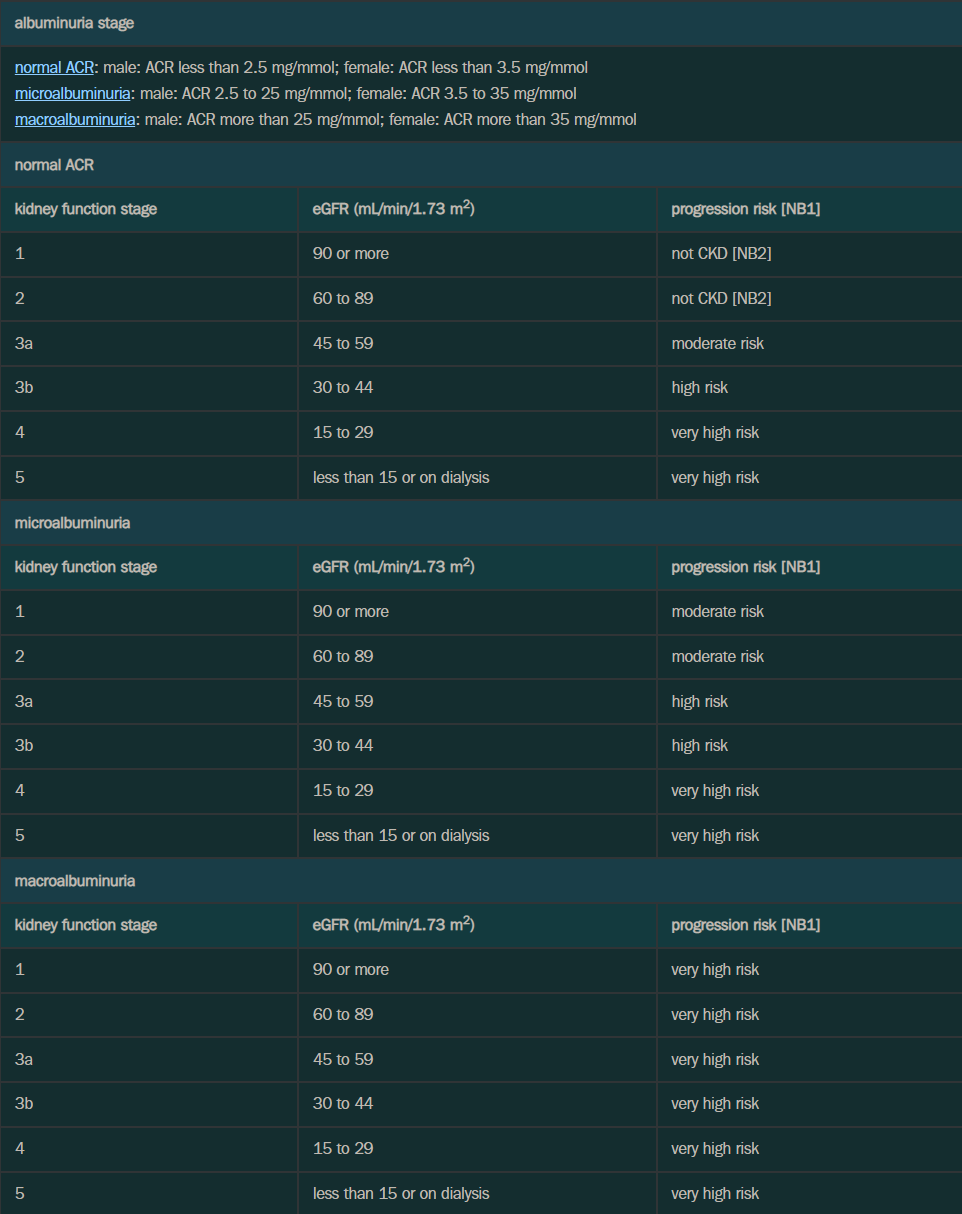 albuminuria stage
normal ACR: male: ACR less than 2.5 mg/mmol; female: ACR less than 3.5 mg/mmol
microalbuminuria: male: ACR 2.5 to 25 mg/mmol; female: ACR 3.5 to 35 mg/mmol
macroalbuminuria: male: ACR more than 25 mg/mmol; female: ACR more than 35 mg/mmol
normal ACR
kidney function stage eGFR (mL/min/1.73 m²) progression risk [NB1]
1 90 or more not CKD [NB2]
2 60 to 89 not CKD [NB2]
3a 45 to 59 moderate risk
3b 30 to 44 high risk
4 15 to 29 very high risk
5 less than 15 or on dialysis very high risk
microalbuminuria
kidney function stage eGFR (mL/min/1.73 m²) progression risk [NB1]
1 90 or more moderate risk
2 60 to 89 moderate risk
3a 45 to 59 high risk
3b 30 to 44 high risk
4 15 to 29 very high risk
5 less than 15 or on dialysis very high risk
macroalbuminuria
kidney function stage eGFR (mL/min/1.73 m²) progression risk [NB1]
1 90 or more very high risk
2 60 to 89 very high risk
3a 45 to 59 very high risk
3b 30 to 44 very high risk
4 15 to 29 very high risk
5 less than 15 or on dialysis very high risk